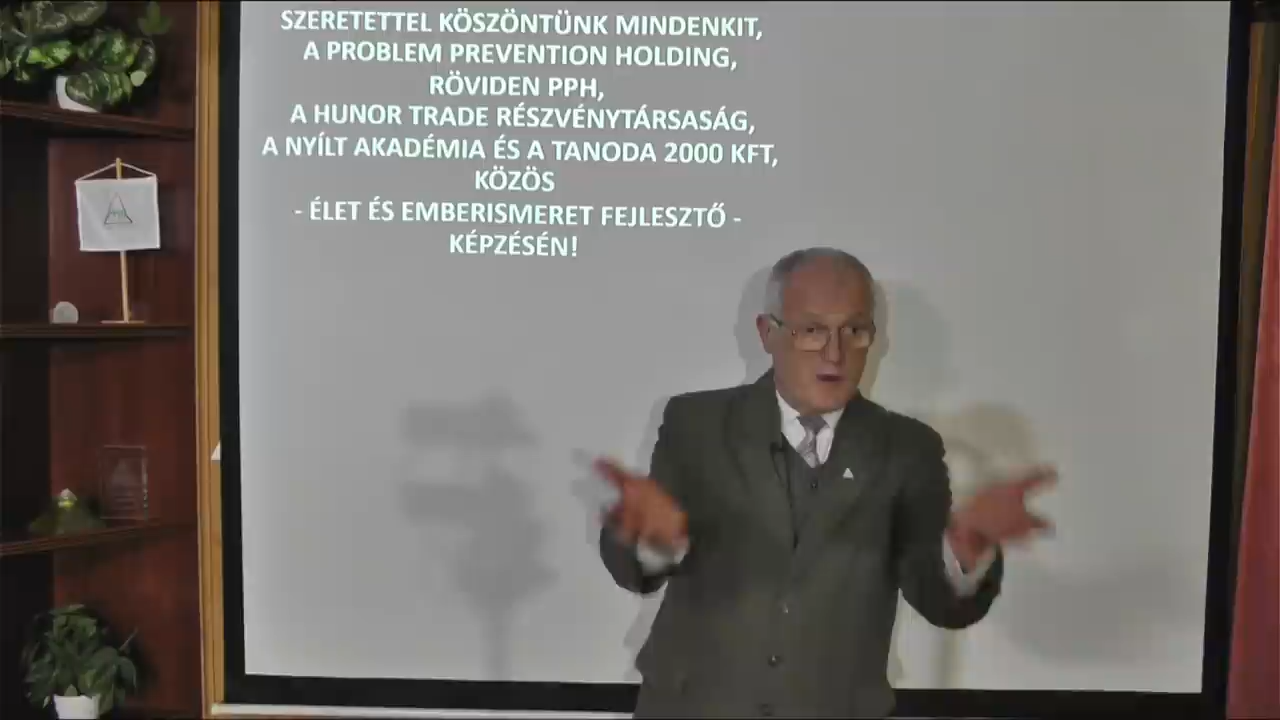 SZERETETTEL KÖSZÖNTÜNK MINDENKIT,
A PROBLEM PREVENTION HOLDING,
RÖVIDEN PPH,
A HUNOR TRADE RÉSZVÉNYTÁRSASÁG,
A NYÍLT AKADÉMIA ÉS A TANODA 2000 KFT,
KÖZÖS
- ÉLET ÉS EMBERISMERET FEJLESZTŐ -
KÉPZÉSÉN!